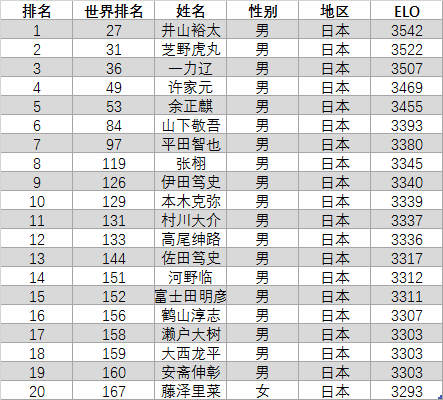 排名 世界排名 姓名 性别 地区 ELO
1 27 井山裕太 男 日本 3542
2 31 芝野虎丸 男 日本 3522
3 36 一力辽 男 日本 3507
4 49 许家元 男 日本 3469
5 53 余正麒 男 日本 3455
6 84 山下敬吾 男 日本 3393
7 97 平田智也 男 日本 3380
8 119 张栩 男 日本 3345
9 126 伊田笃史 男 日本 3340
10 129 本木克弥 男 日本 3339
11 131 村川大介 男 日本 3337
12 133 高尾绅路 男 日本 3336
13 144 佐田笃史 男 日本 3317
14 151 河野临 男 日本 3312
15 152 富士田明彦 男 日本 3311
16 156 鹤山淳志 男 日本 3307
17 158 濑户大树 男 日本 3303
18 159 大西龙平 男 日本 3303
19 160 安斋伸彰 男 日本 3303
20 167 藤泽里菜 女 日本 3293